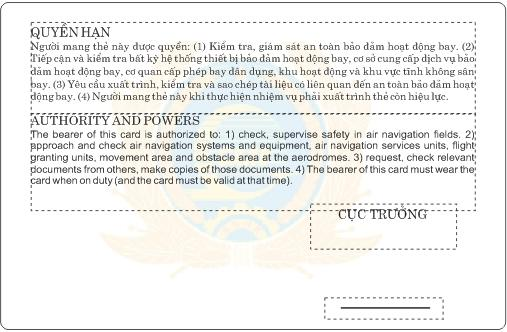 QUYỀN HẠN
Người mang thẻ này được quyền: (1) Kiểm tra, giám sát an toàn bảo đảm hoạt động bay. (2)
Tiếp cận và kiểm tra bất kỳ hệ thống thiết bị bảo đảm hoạt động bay, cơ sở cung cấp dịch vụ bảo
đảm hoạt động bay, cơ quan cấp phép bay dân dụng, khu hoạt động và khu vực tĩnh không sân
bay. (3) Yêu cầu xuất trình, kiểm tra và sao chép tài liệu có liên quan đến an toàn bảo đảm hoạt
động bay. (4) Người mang thẻ này khi thực hiện nhiệm vụ phải xuất trình thẻ còn hiệu lực.
AUTHORITY AND POWERS
The bearer of this card is authorized to: 1) check, supervise safety in air navigation fields. 2)
approach and check air navigation systems and equipment, air navigation services units, flight
granting units, movement area and obstacle area at the aerodromes. 3) request, check relevant
documents from others, make copies of those documents. 4) The bearer of this card must wear the
card when on duty (and the card must be valid at that time).
CỤC TRƯỞNG